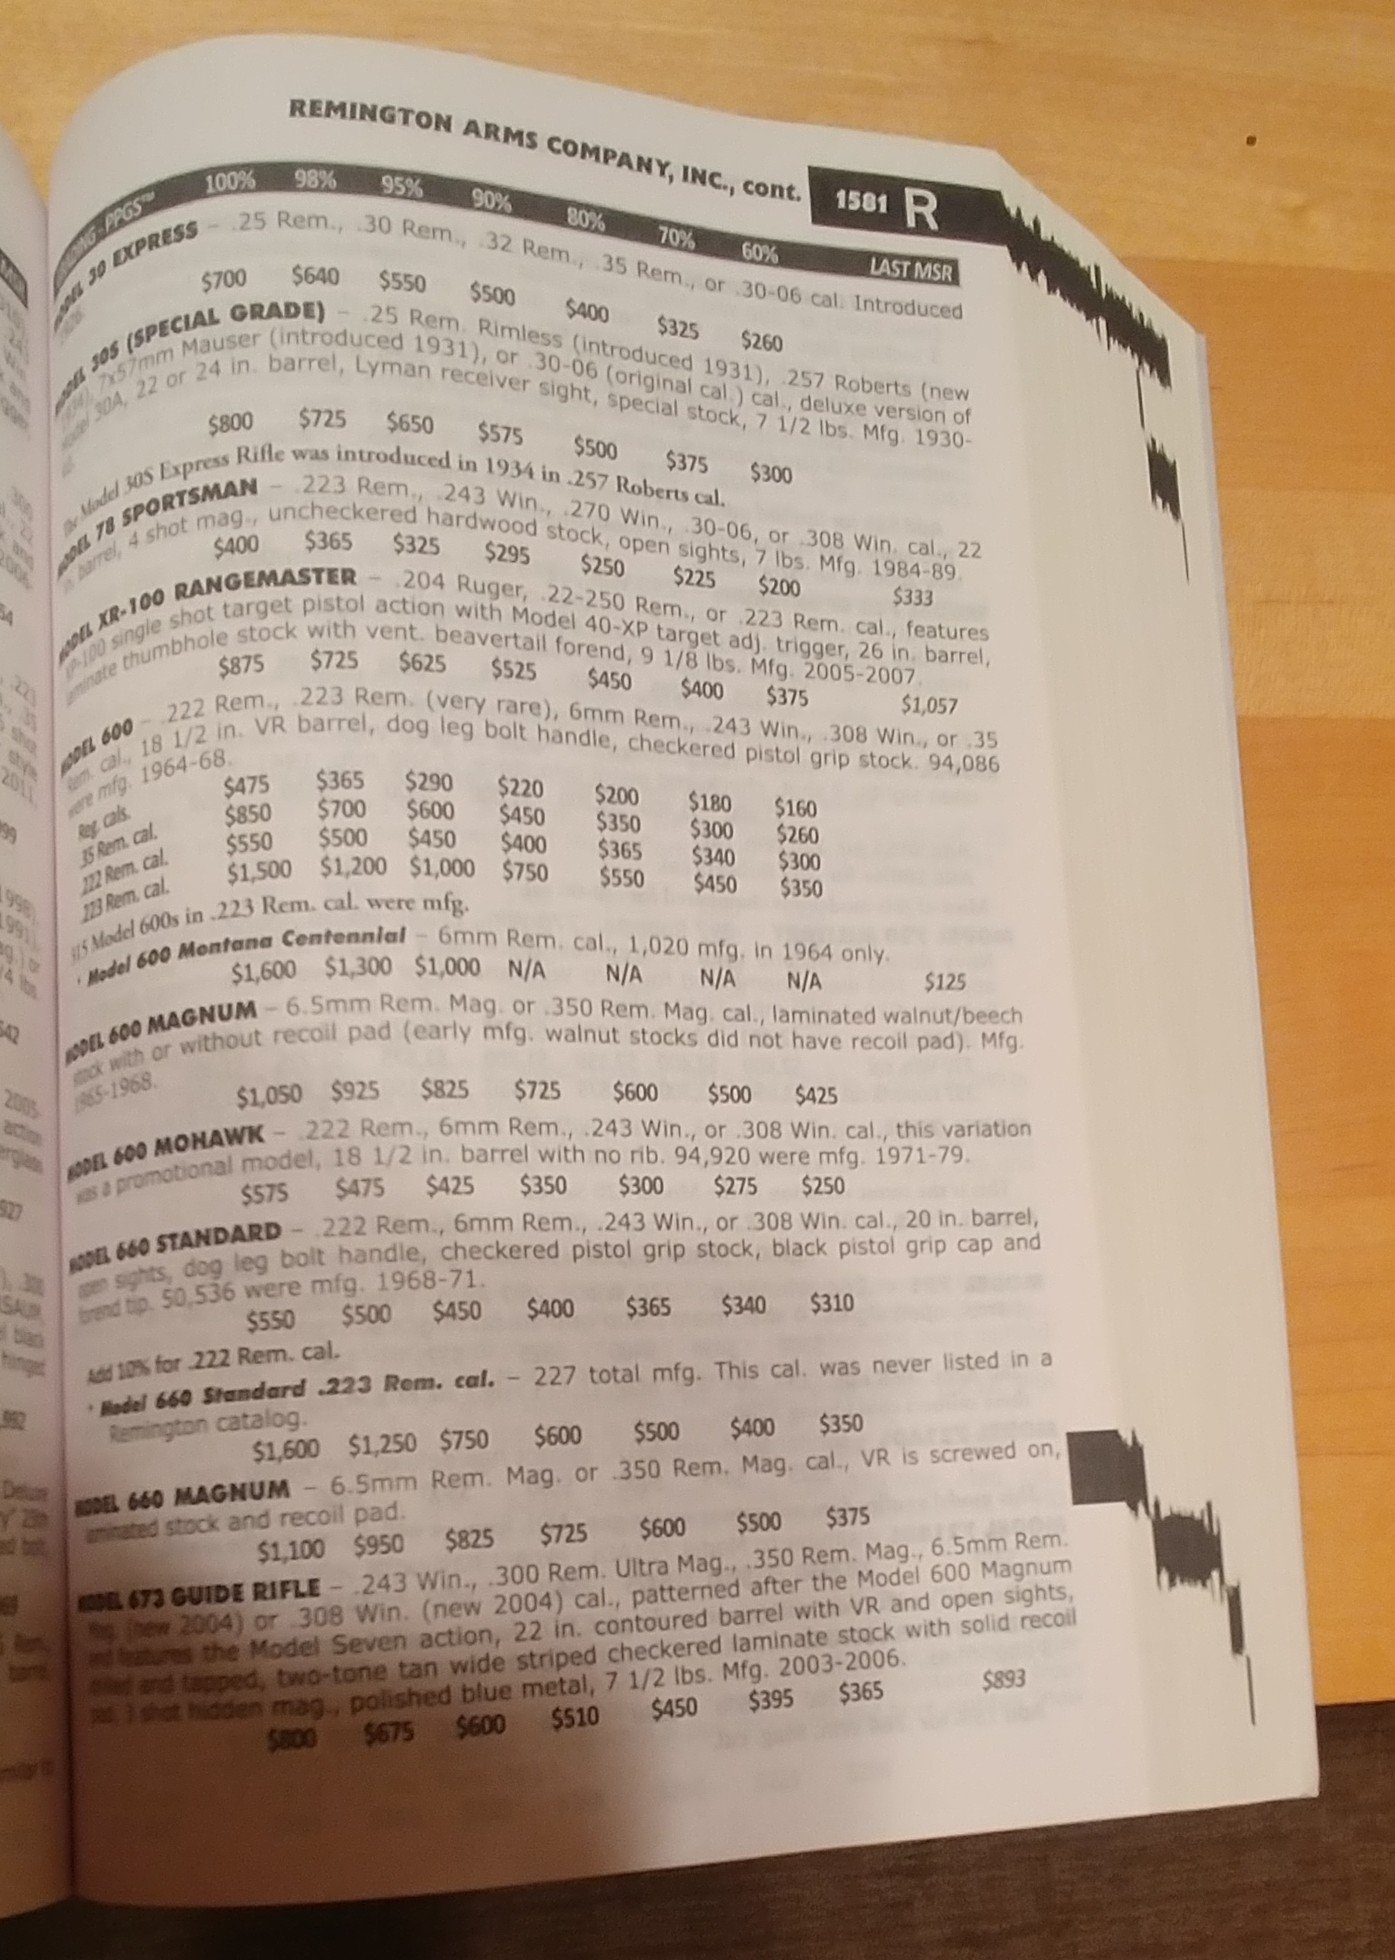 REMINGTON ARMS COMPANY, INC., cont. 1581 R
PPGS™ 100% 98% 95% 90% 80% 70% 60% LAST MSR
MODEL 30 EXPRESS – .25 Rem., .30 Rem., .32 Rem., .35 Rem., or .30-06 cal. Introduced
$700 $640 $550 $500 $400 $325 $260
MODEL 30S (SPECIAL GRADE) – .25 Rem. Rimless (introduced 1931), .257 Roberts (new
7x57mm Mauser (introduced 1931), or .30-06 (original cal.) cal., deluxe version of
Model 30A, 22 or 24 in. barrel, Lyman receiver sight, special stock, 7 1/2 lbs. Mfg. 1930-
$800 $725 $650 $575 $500 $375 $300
The Model 30S Express Rifle was introduced in 1934 in .257 Roberts cal.
MODEL 78 SPORTSMAN – .223 Rem., .243 Win., .270 Win., .30-06, or .308 Win. cal., 22
barrel, 4 shot mag., uncheckered hardwood stock, open sights, 7 lbs. Mfg. 1984-89.
$400 $365 $325 $295 $250 $225 $200 $333
MODEL XR-100 RANGEMASTER – .204 Ruger, .22-250 Rem., or .223 Rem. cal., features
XP-100 single shot target pistol action with Model 40-XP target adj. trigger, 26 in. barrel,
laminate thumbhole stock with vent. beavertail forend, 9 1/8 lbs. Mfg. 2005-2007.
$875 $725 $625 $525 $450 $400 $375 $1,057
MODEL 600 – .222 Rem., .223 Rem. (very rare), 6mm Rem., .243 Win., .308 Win., or .35
Rem. cal., 18 1/2 in. VR barrel, dog leg bolt handle, checkered pistol grip stock. 94,086
were mfg. 1964-68.
Reg. cals. $475 $365 $290 $220 $200 $180 $160
.35 Rem. cal. $850 $700 $600 $450 $350 $300 $260
.222 Rem. cal. $550 $500 $450 $400 $365 $340 $300
.223 Rem. cal. $1,500 $1,200 $1,000 $750 $550 $450 $350
315 Model 600s in .223 Rem. cal. were mfg.
• Model 600 Montana Centennial – 6mm Rem. cal., 1,020 mfg. in 1964 only.
$1,600 $1,300 $1,000 N/A N/A N/A N/A $125
MODEL 600 MAGNUM – 6.5mm Rem. Mag. or .350 Rem. Mag. cal., laminated walnut/beech
stock with or without recoil pad (early mfg. walnut stocks did not have recoil pad). Mfg.
1965-1968.
$1,050 $925 $825 $725 $600 $500 $425
MODEL 600 MOHAWK – .222 Rem., 6mm Rem., .243 Win., or .308 Win. cal., this variation
was a promotional model, 18 1/2 in. barrel with no rib. 94,920 were mfg. 1971-79.
$575 $475 $425 $350 $300 $275 $250
MODEL 660 STANDARD – .222 Rem., 6mm Rem., .243 Win., or .308 Win. cal., 20 in. barrel,
open sights, dog leg bolt handle, checkered pistol grip stock, black pistol grip cap and
forend tip. 50,536 were mfg. 1968-71.
$550 $500 $450 $400 $365 $340 $310
Add 10% for .222 Rem. cal.
• Model 660 Standard .223 Rem. cal. – 227 total mfg. This cal. was never listed in a
Remington catalog.
$1,600 $1,250 $750 $600 $500 $400 $350
MODEL 660 MAGNUM – 6.5mm Rem. Mag. or .350 Rem. Mag. cal., VR is screwed on,
laminated stock and recoil pad.
$1,100 $950 $825 $725 $600 $500 $375
MODEL 673 GUIDE RIFLE – .243 Win., .300 Rem. Ultra Mag., .350 Rem. Mag., 6.5mm Rem.
Mag. (new 2004) or .308 Win. (new 2004) cal., patterned after the Model 600 Magnum
and features the Model Seven action, 22 in. contoured barrel with VR and open sights,
drilled and tapped, two-tone tan wide striped checkered laminate stock with solid recoil
pad, 3 shot hidden mag., polished blue metal, 7 1/2 lbs. Mfg. 2003-2006.
$800 $675 $600 $510 $450 $395 $365 $893